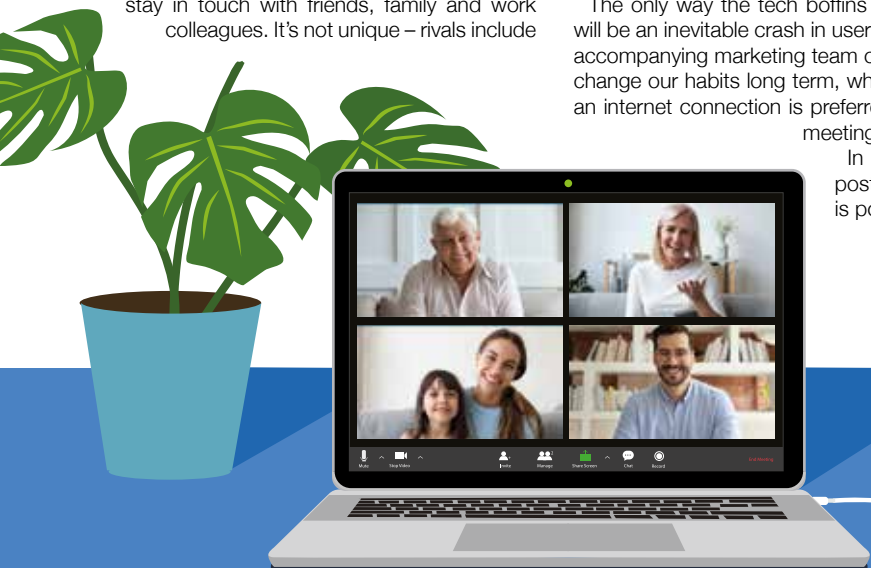 stay in touch with friends, family and work
colleagues. It’s not unique – rivals include
The only way the tech boffins
will be an inevitable crash in user
accompanying marketing team o
change our habits long term, wh
an internet connection is preferre
meeting
In
post
is po
Mute
Stop Video
Invite
Manage
Share Screen
Chat
Record
End Meeting